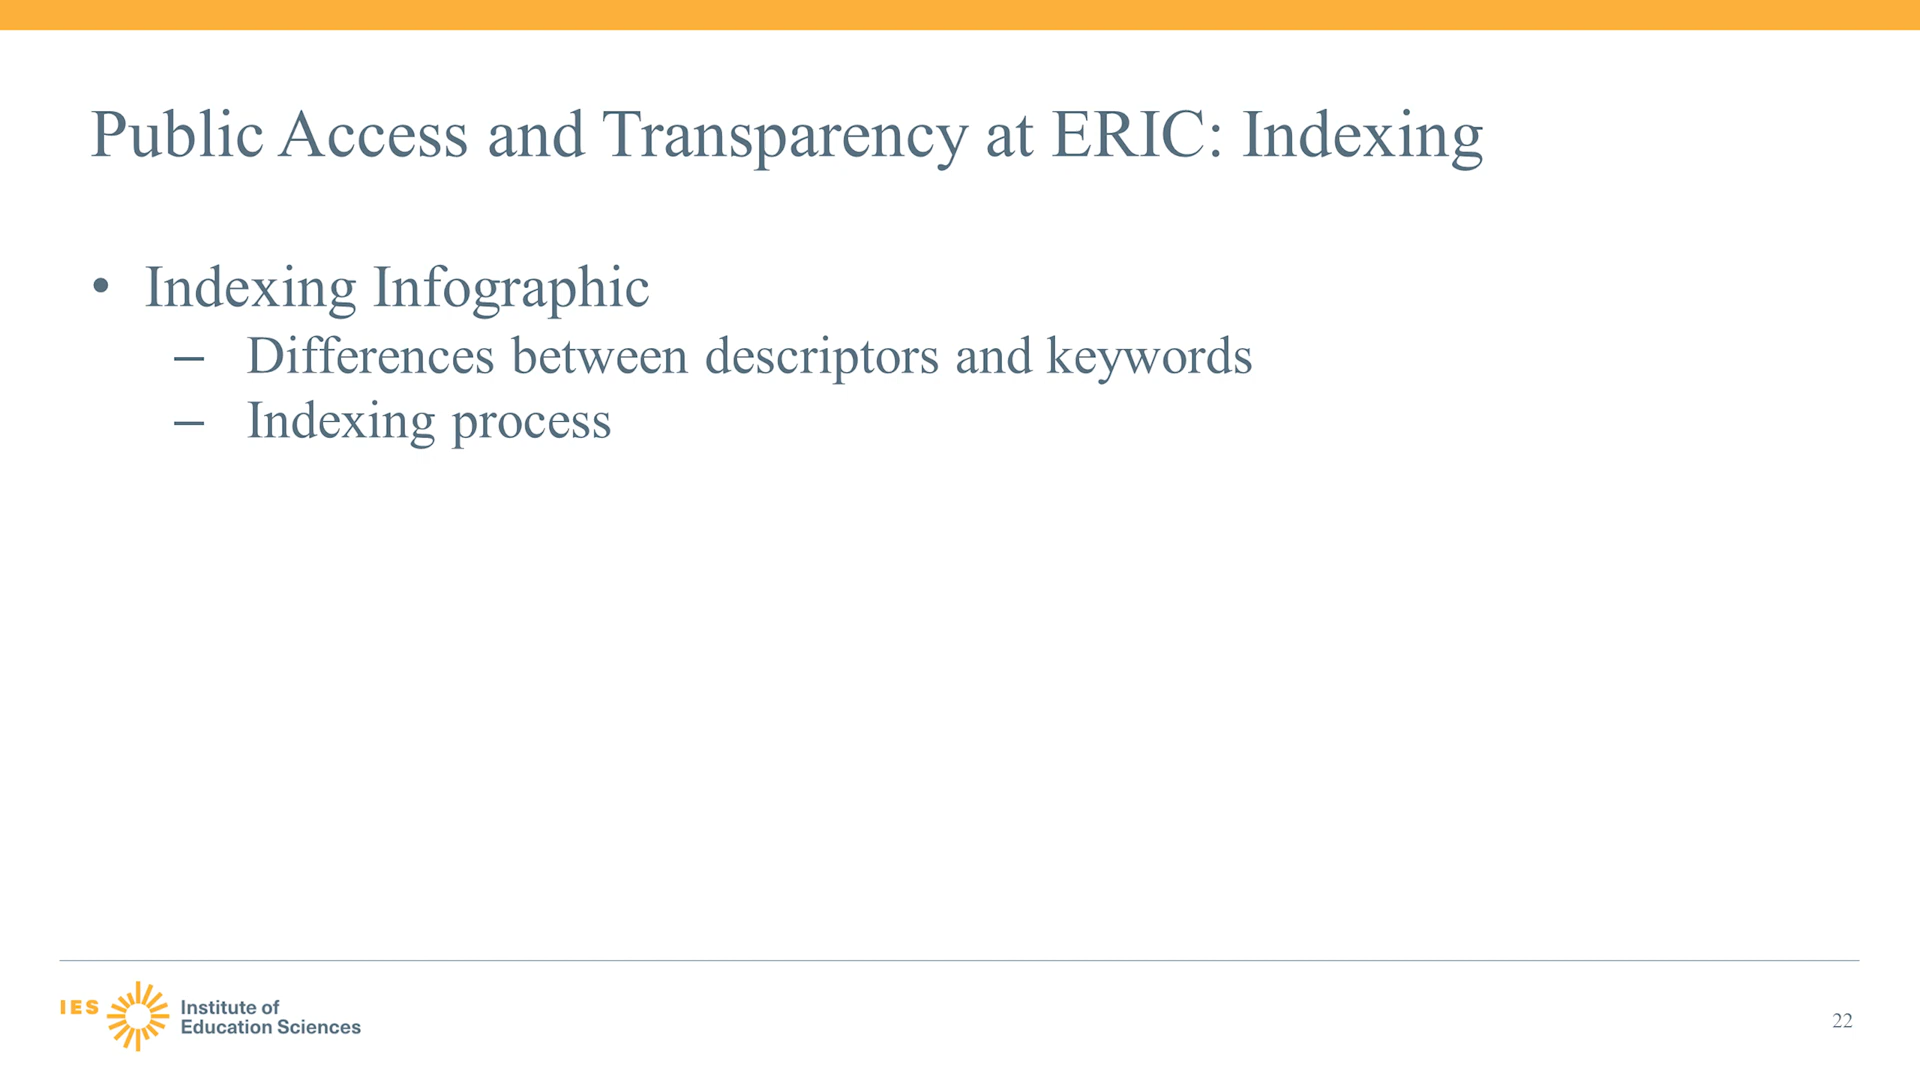 Public Access and Transparency at ERIC: Indexing
• Indexing Infographic
– Differences between descriptors and keywords
– Indexing process
IES
Institute of
Education Sciences
22